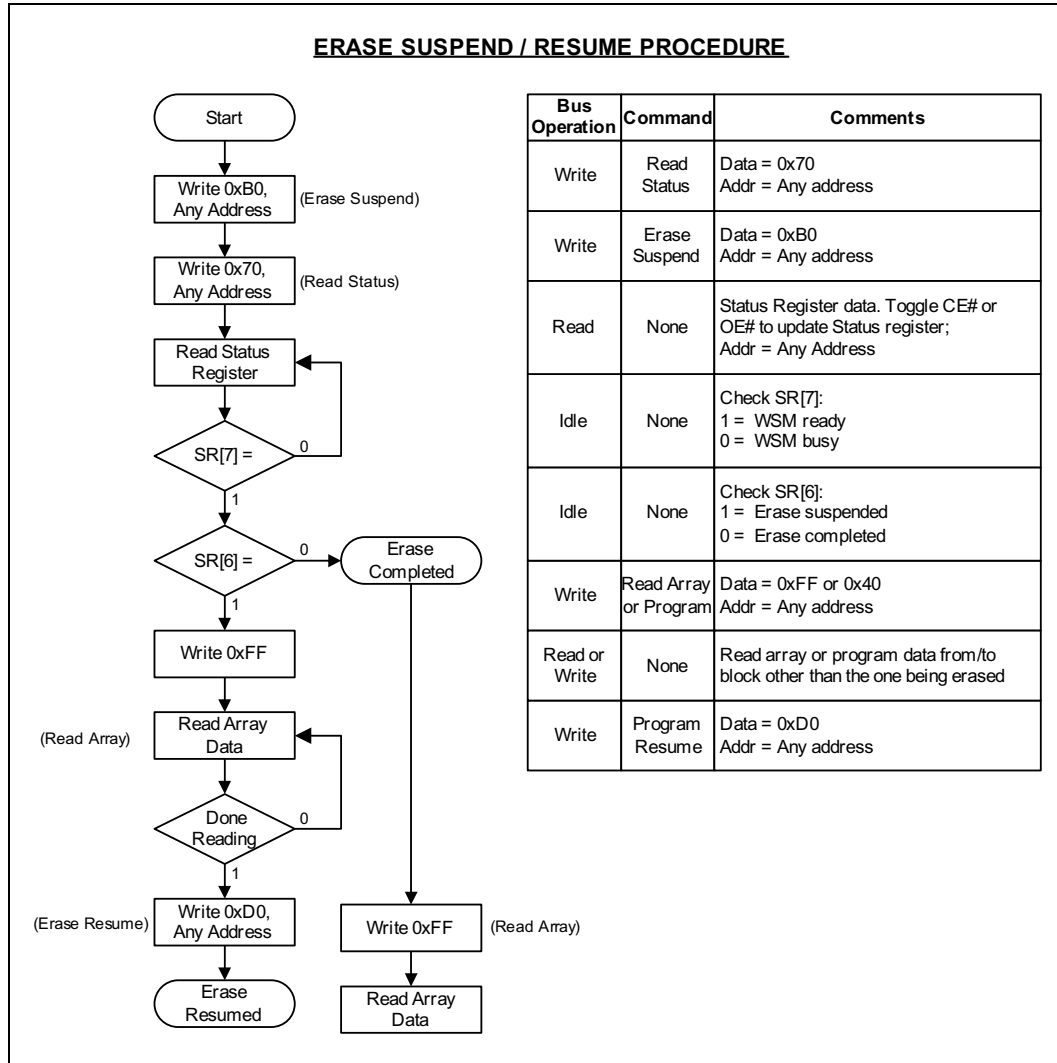 ERASE SUSPEND / RESUME PROCEDURE
Start
Write 0xB0,
Any Address
(Erase Suspend)
Write 0x70,
Any Address
(Read Status)
Read Status
Register
SR[7] =
0
1
SR[6] =
0
1
Erase
Completed
Write 0xFF
(Read Array)
Read Array
Data
Done
Reading
0
1
(Erase Resume)
Write 0xD0,
Any Address
Erase
Resumed
Write 0xFF
(Read Array)
Read Array
Data
Bus
Operation
Command
Comments
Write
Read
Status
Data = 0x70
Addr = Any address
Write
Erase
Suspend
Data = 0xB0
Addr = Any address
Read
None
Status Register data. Toggle CE# or
OE# to update Status register;
Addr = Any Address
Idle
None
Check SR[7]:
1 = WSM ready
0 = WSM busy
Idle
None
Check SR[6]:
1 = Erase suspended
0 = Erase completed
Write
Read Array
or Program
Data = 0xFF or 0x40
Addr = Any address
Read or
Write
None
Read array or program data from/to
block other than the one being erased
Write
Program
Resume
Data = 0xD0
Addr = Any address